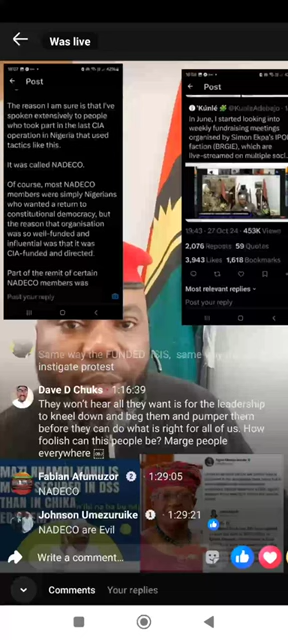 Was live
Post
The reason I am sure is that I've
spoken extensively to people
who took part in the last CIA
operation in Nigeria that used
tactics like this.
It was called NADECO.
Of course, most NADECO
members were simply Nigerians
who wanted a return to
constitutional democracy, but
the reason that organisation
was so well-funded and
influential was that it was
CIA-funded and directed.
Part of the remit of certain
NADECO members was
Post your reply
Post
'Kúnlé
In June, I started looking into
weekly fundraising meetings
organised by Simon Ekpa's IPOB
faction (BRGIE), which are
live-streamed on multiple soci..
19:43 · 27 Oct 24 · 453K Views
2,076 Reposts 59 Quotes
3,943 Likes 1,618 Bookmarks
Most relevant replies
Post your reply
Same way the FUNDED ISIS, same way
instigate protest
Dave D Chuks 1:16:39
They won't hear all they want is for the leadership
to kneel down and beg them and pumper them
before they can do what is right for all of us. How
foolish can this people be? Marge people
everywhere
Fabian Afumuzor 2 1:29:05
NADECO
Johnson Umezuruike 1 1:29:21
NADECO are Evil
Write a comment...
Comments Your replies